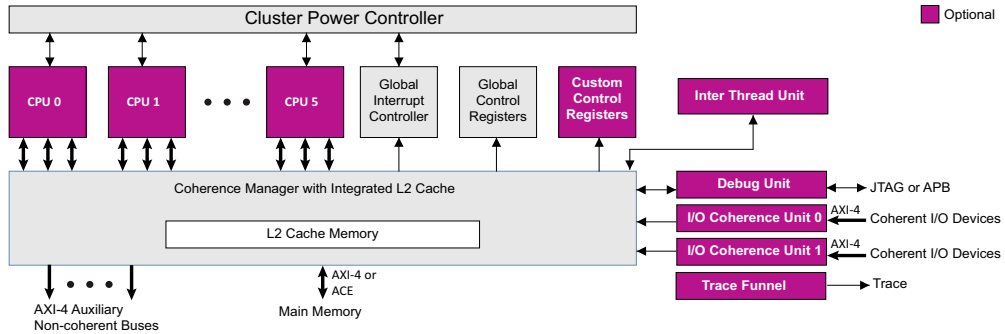 Cluster Power Controller
Optional
CPU 0
CPU 1
CPU 5
Global
Interrupt
Controller
Global
Control
Registers
Custom
Control
Registers
Inter Thread Unit
Coherence Manager with Integrated L2 Cache
L2 Cache Memory
Debug Unit
JTAG or APB
I/O Coherence Unit 0
AXI-4
Coherent I/O Devices
I/O Coherence Unit 1
AXI-4
Coherent I/O Devices
Trace Funnel
Trace
AXI-4 Auxiliary
Non-coherent Buses
AXI-4 or
ACE
Main Memory